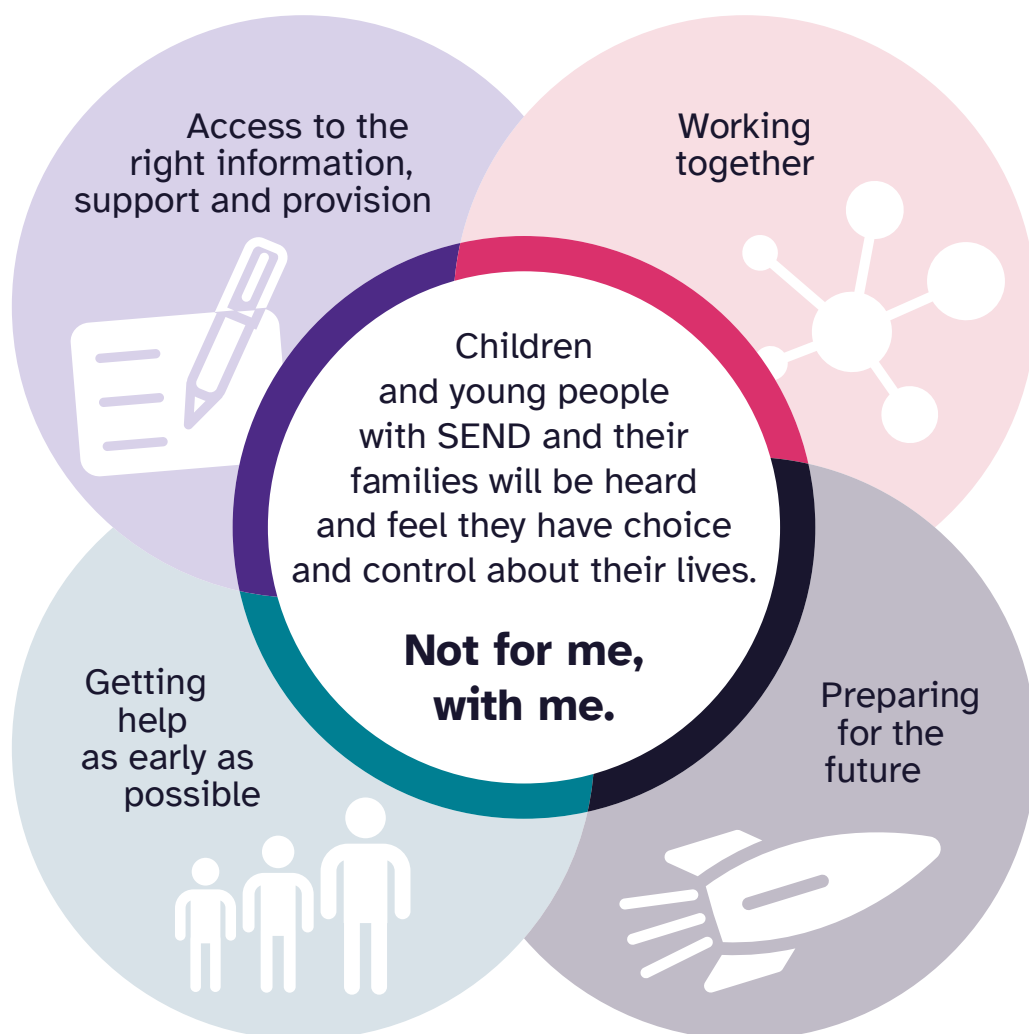 Access to the
right information,
support and provision
Working
together
Children
and young people
with SEND and their
families will be heard
and feel they have choice
and control about their lives.
Not for me,
with me.
Getting
help
as early as
possible
Preparing
for the
future